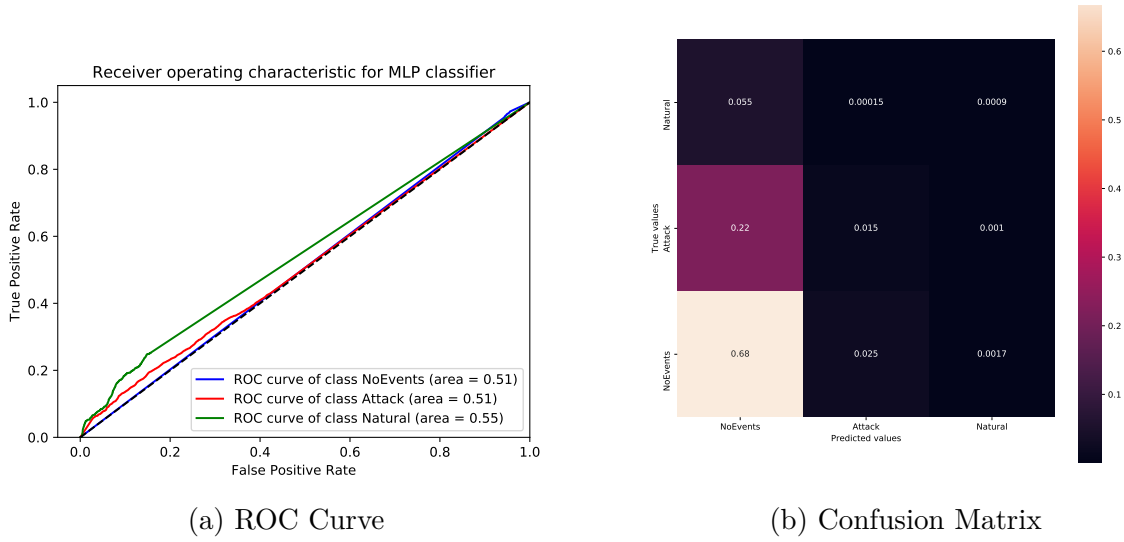 Receiver operating characteristic for MLP classifier
True Positive Rate
1.0
0.8
0.6
0.4
0.2
0.0
ROC curve of class NoEvents (area = 0.51)
ROC curve of class Attack (area = 0.51)
ROC curve of class Natural (area = 0.55)
0.0 0.2 0.4 0.6 0.8 1.0
False Positive Rate
(a) ROC Curve
True values
Natural
Attack
NoEvents
0.055 0.00015 0.0009
0.22 0.015 0.001
0.68 0.025 0.0017
NoEvents Attack Natural
Predicted values
0.6
0.5
0.4
0.3
0.2
0.1
(b) Confusion Matrix